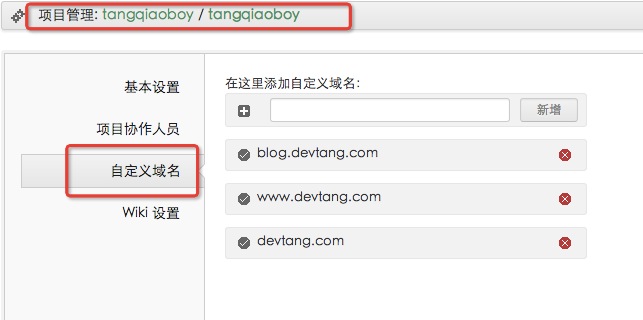 项目管理: tangqiaoboy / tangqiaoboy
基本设置
项目协作人员
自定义域名
Wiki 设置
在这里添加自定义域名:
新增
blog.devtang.com
www.devtang.com
devtang.com